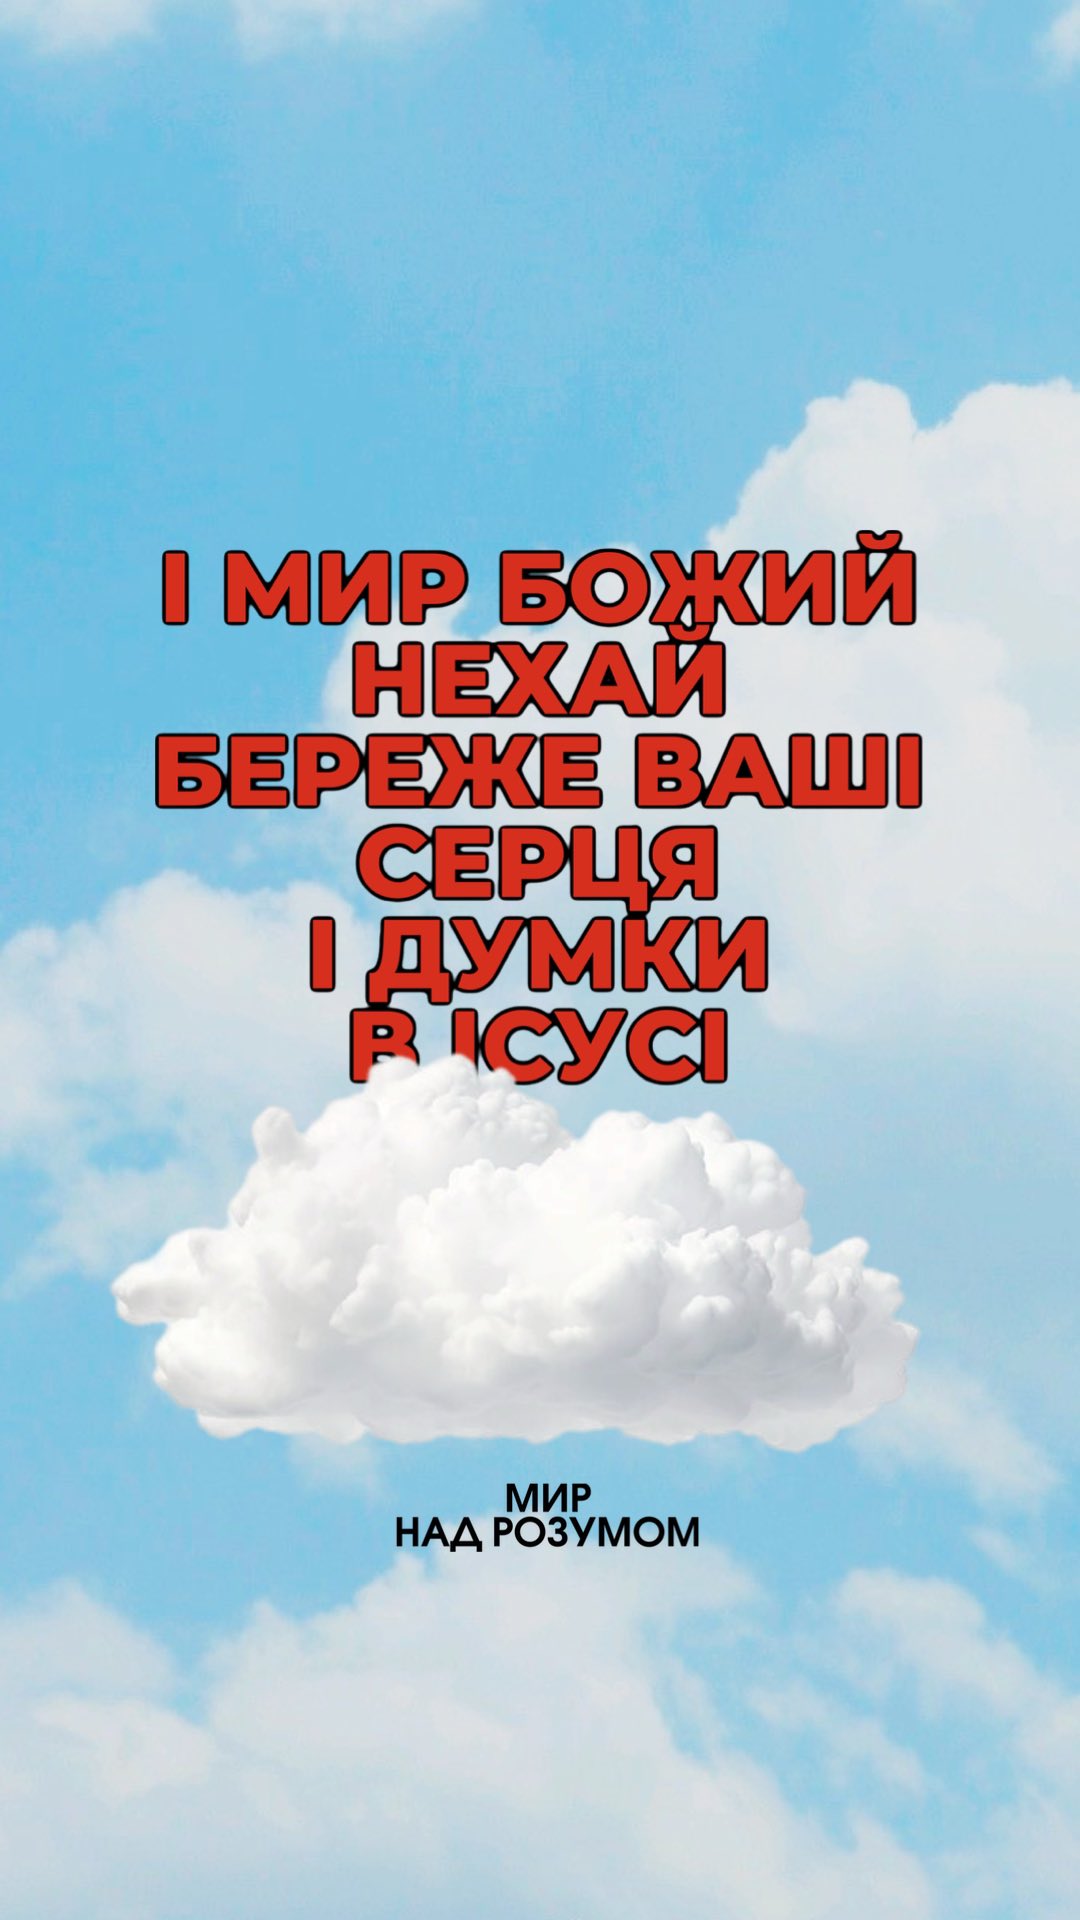 І МИР БОЖИЙ
НЕХАЙ
БЕРЕЖЕ ВАШІ
СЕРЦЯ
І ДУМКИ
В ІСУСІ
МИР
НАД РОЗУМОМ